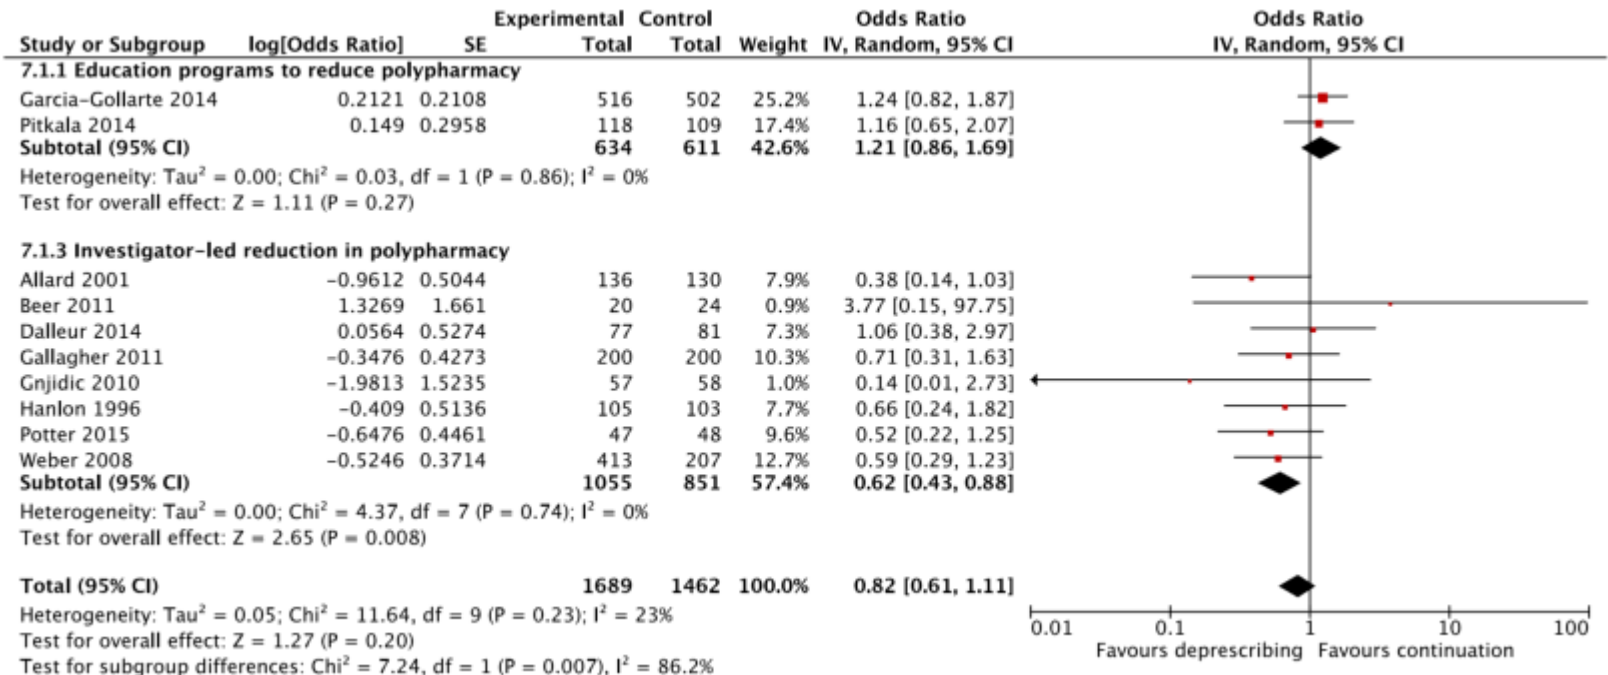 Experimental Control Odds Ratio Odds Ratio
Study or Subgroup log[Odds Ratio] SE Total Total Weight IV, Random, 95% CI IV, Random, 95% CI
7.1.1 Education programs to reduce polypharmacy
Garcia-Gollarte 2014 0.2121 0.2108 516 502 25.2% 1.24 [0.82, 1.87]
Pitkala 2014 0.149 0.2958 118 109 17.4% 1.16 [0.65, 2.07]
Subtotal (95% CI) 634 611 42.6% 1.21 [0.86, 1.69]
Heterogeneity: Tau² = 0.00; Chi² = 0.03, df = 1 (P = 0.86); I² = 0%
Test for overall effect: Z = 1.11 (P = 0.27)
7.1.3 Investigator-led reduction in polypharmacy
Allard 2001 -0.9612 0.5044 136 130 7.9% 0.38 [0.14, 1.03]
Beer 2011 1.3269 1.661 20 24 0.9% 3.77 [0.15, 97.75]
Dalleur 2014 0.0564 0.5274 77 81 7.3% 1.06 [0.38, 2.97]
Gallagher 2011 -0.3476 0.4273 200 200 10.3% 0.71 [0.31, 1.63]
Gnjidic 2010 -1.9813 1.5235 57 58 1.0% 0.14 [0.01, 2.73]
Hanlon 1996 -0.409 0.5136 105 103 7.7% 0.66 [0.24, 1.82]
Potter 2015 -0.6476 0.4461 47 48 9.6% 0.52 [0.22, 1.25]
Weber 2008 -0.5246 0.3714 413 207 12.7% 0.59 [0.29, 1.23]
Subtotal (95% CI) 1055 851 57.4% 0.62 [0.43, 0.88]
Heterogeneity: Tau² = 0.00; Chi² = 4.37, df = 7 (P = 0.74); I² = 0%
Test for overall effect: Z = 2.65 (P = 0.008)
Total (95% CI) 1689 1462 100.0% 0.82 [0.61, 1.11]
Heterogeneity: Tau² = 0.05; Chi² = 11.64, df = 9 (P = 0.23); I² = 23%
Test for overall effect: Z = 1.27 (P = 0.20)
Test for subgroup differences: Chi² = 7.24, df = 1 (P = 0.007), I² = 86.2%
0.01 0.1 1 10 100
Favours deprescribing Favours continuation